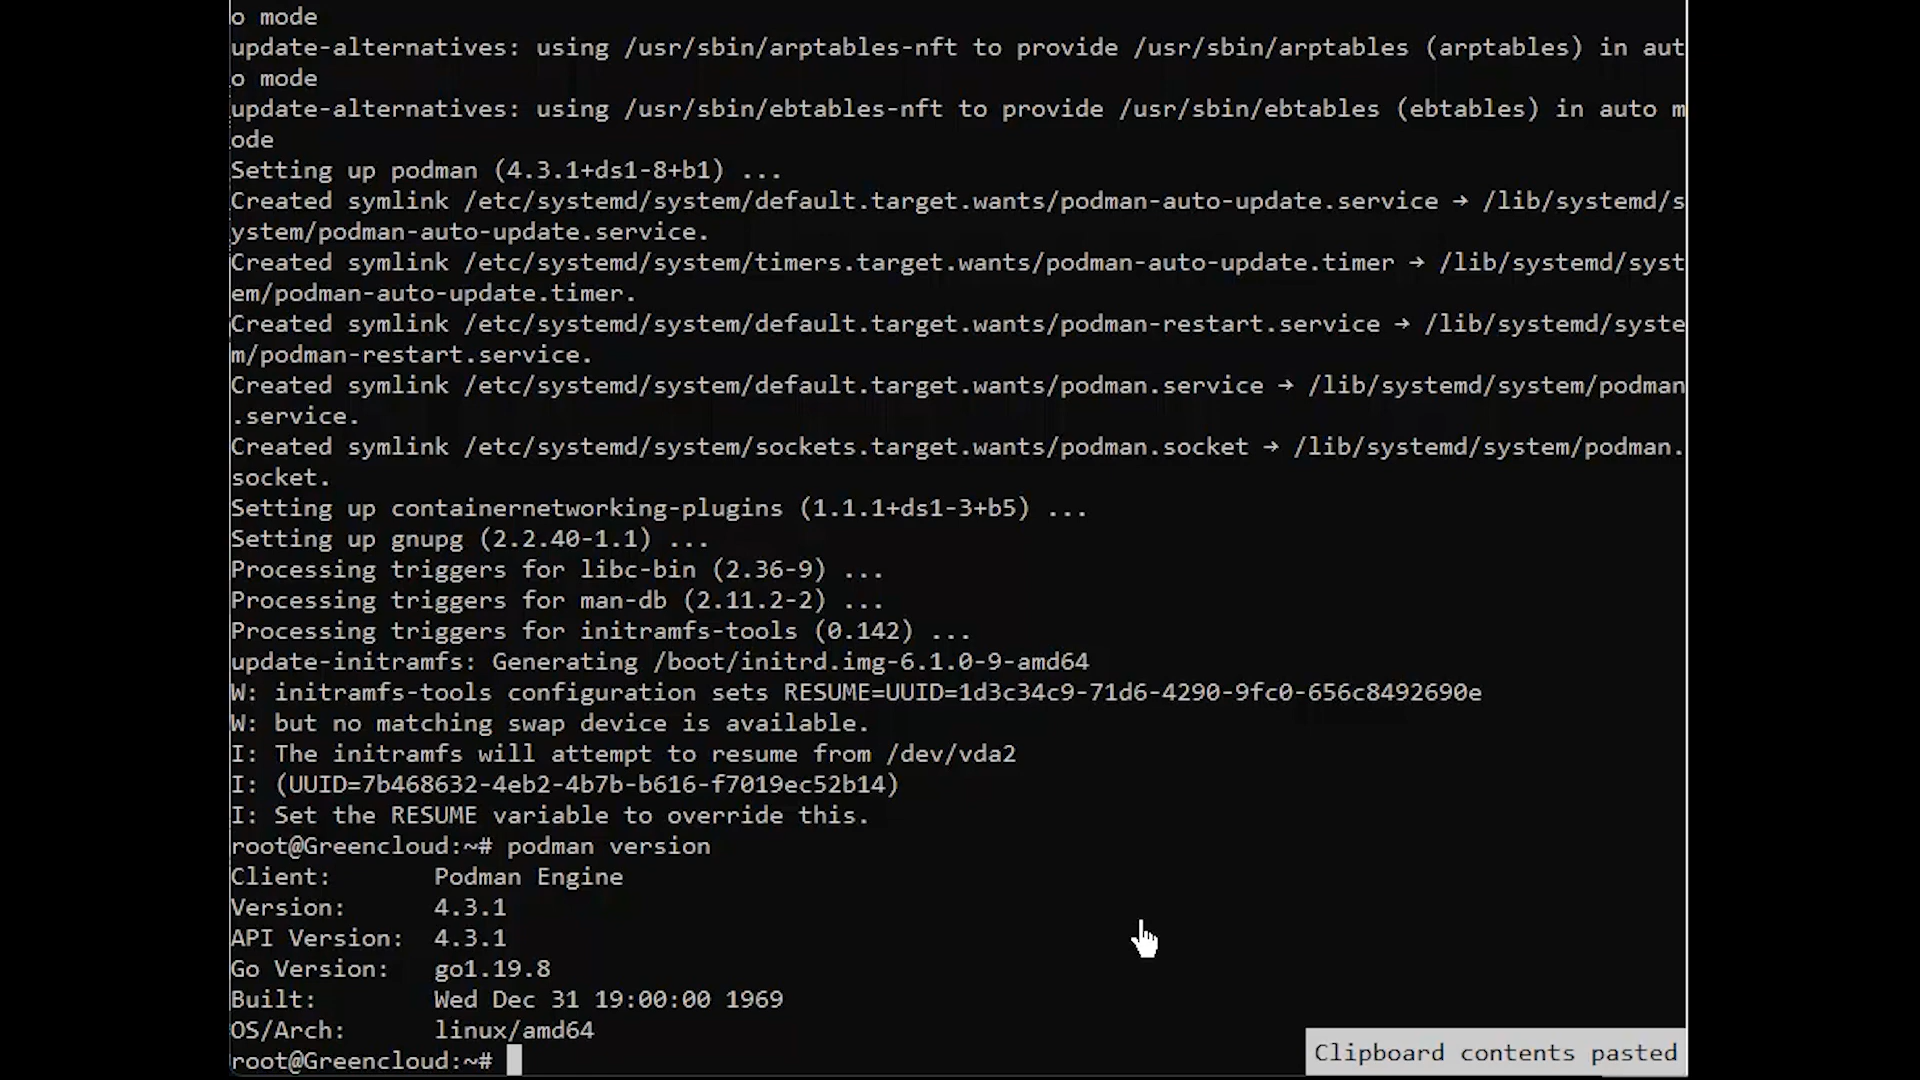 o mode
update-alternatives: using /usr/sbin/arptables-nft to provide /usr/sbin/arptables (arptables) in aut
o mode
update-alternatives: using /usr/sbin/ebtables-nft to provide /usr/sbin/ebtables (ebtables) in auto m
ode
Setting up podman (4.3.1+ds1-8+b1) ...
Created symlink /etc/systemd/system/default.target.wants/podman-auto-update.service → /lib/systemd/s
ystem/podman-auto-update.service.
Created symlink /etc/systemd/system/timers.target.wants/podman-auto-update.timer → /lib/systemd/syst
em/podman-auto-update.timer.
Created symlink /etc/systemd/system/default.target.wants/podman-restart.service → /lib/systemd/syste
m/podman-restart.service.
Created symlink /etc/systemd/system/default.target.wants/podman.service → /lib/systemd/system/podman
.service.
Created symlink /etc/systemd/system/sockets.target.wants/podman.socket → /lib/systemd/system/podman.
socket.
Setting up containernetworking-plugins (1.1.1+ds1-3+b5) ...
Setting up gnupg (2.2.40-1.1) ...
Processing triggers for libc-bin (2.36-9) ...
Processing triggers for man-db (2.11.2-2) ...
Processing triggers for initramfs-tools (0.142) ...
update-initramfs: Generating /boot/initrd.img-6.1.0-9-amd64
W: initramfs-tools configuration sets RESUME=UUID=1d3c34c9-71d6-4290-9fc0-656c8492690e
W: but no matching swap device is available.
I: The initramfs will attempt to resume from /dev/vda2
I: (UUID=7b468632-4eb2-4b7b-b616-f7019ec52b14)
I: Set the RESUME variable to override this.
root@Greencloud:~# podman version
Client:       Podman Engine
Version:      4.3.1
API Version:  4.3.1
Go Version:   go1.19.8
Built:        Wed Dec 31 19:00:00 1969
OS/Arch:      linux/amd64
root@Greencloud:~#
Clipboard contents pasted